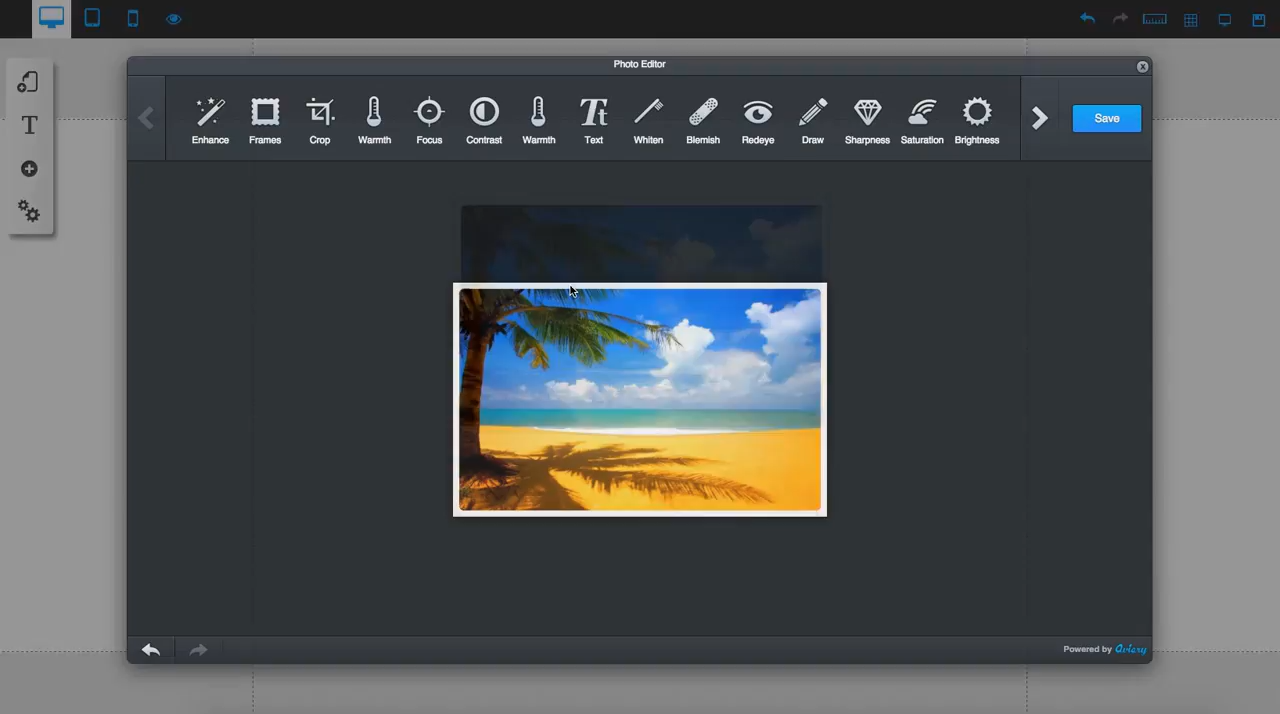 Photo Editor
Enhance Frames Crop Warmth Focus Contrast Warmth Text Whiten Blemish Redeye Draw Sharpness Saturation Brightness
Save
Powered by Aviary